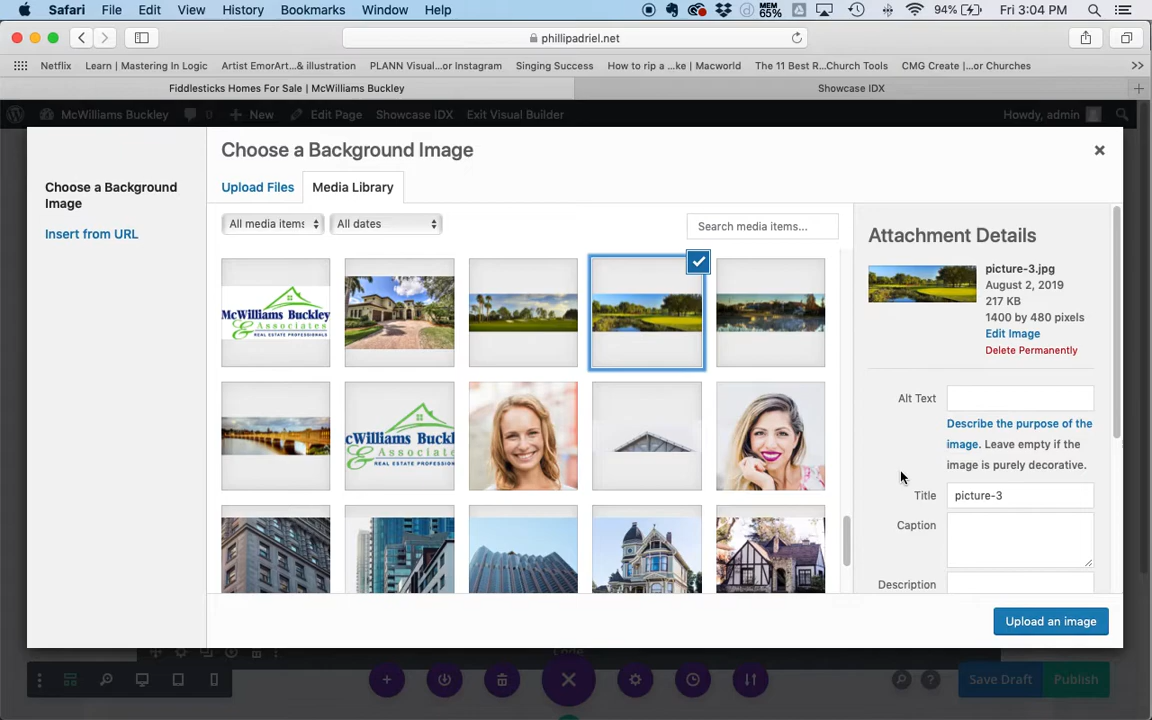 Safari File Edit View History Bookmarks Window Help MEM 65% 94% Fri 3:04 PM
phillipadriel.net
Netflix Learn | Mastering In Logic Artist EmorArt...& illustration PLANN Visual...or Instagram Singing Success How to rip a ...ke | Macworld The 11 Best R...Church Tools CMG Create |...or Churches >>
Fiddlesticks Homes For Sale | McWilliams Buckley Showcase IDX +
McWilliams Buckley 0 + New Edit Page Showcase IDX Exit Visual Builder Howdy, admin
Choose a Background Image
Choose a Background
Image
Insert from URL
Upload Files Media Library
All media items All dates Search media items...
McWilliams Buckley
& Associates
REAL ESTATE PROFESSIONALS
cWilliams Buckl
& Associates
REAL ESTATE PROFESSION
Attachment Details
picture-3.jpg
August 2, 2019
217 KB
1400 by 480 pixels
Edit Image
Delete Permanently
Alt Text
Describe the purpose of the
image. Leave empty if the
image is purely decorative.
Title picture-3
Caption
Description
Upload an image
Save Draft Publish